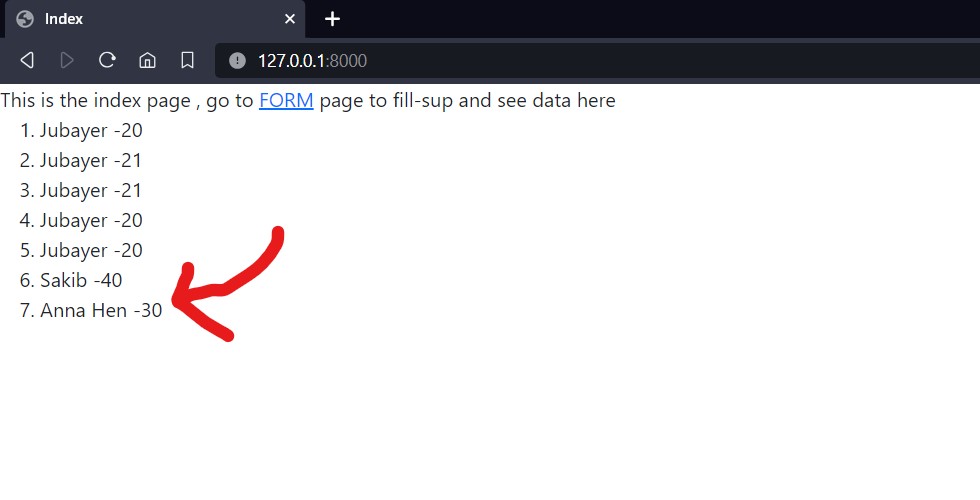 Index
127.0.0.1:8000
This is the index page , go to FORM page to fill-sup and see data here
1. Jubayer -20
2. Jubayer -21
3. Jubayer -21
4. Jubayer -20
5. Jubayer -20
6. Sakib -40
7. Anna Hen -30